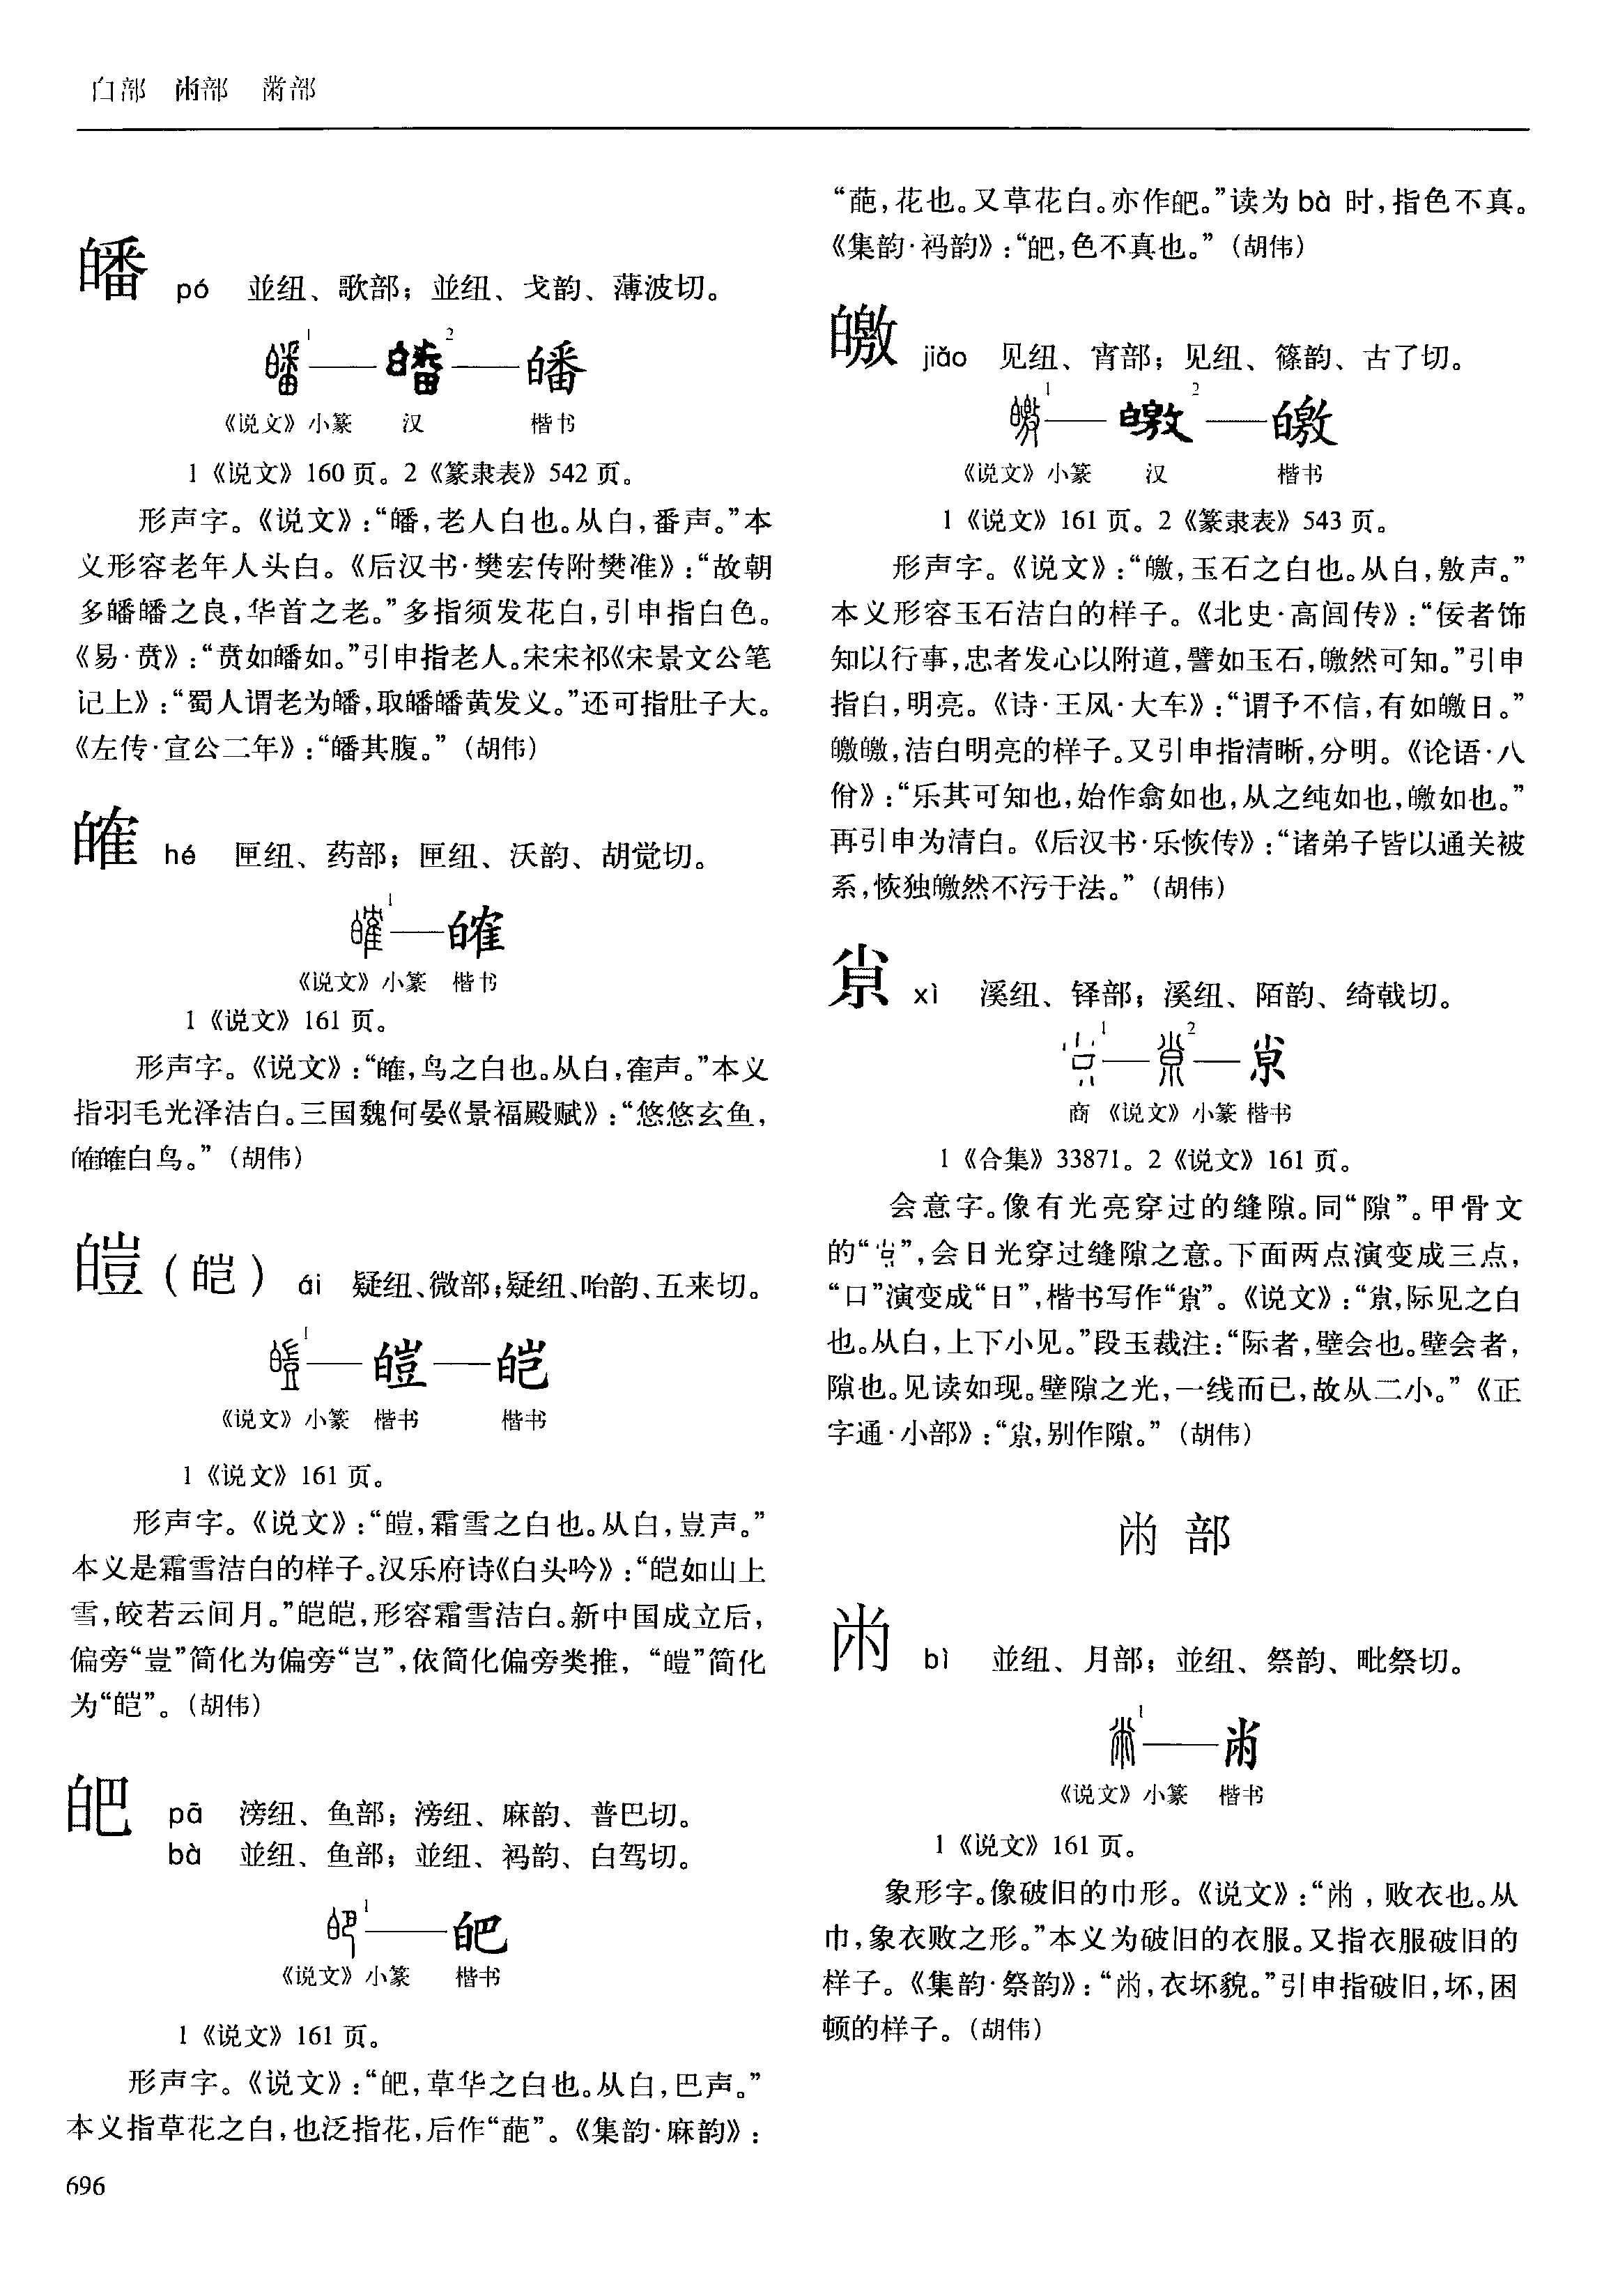 白部　㡀部　黹部
皤 pó 並纽、歌部；並纽、戈韵、薄波切。
1 2
皤
《说文》小篆 汉 楷书
1《说文》160页。2《篆隶表》542页。
形声字。《说文》：“皤，老人白也。从白，番声。”本
义形容老年人头白。《后汉书·樊宏传附樊准》：“故朝
多皤皤之良，华首之老。”多指须发花白，引申指白色。
《易·贲》：“贲如皤如。”引申指老人。宋宋祁《宋景文公笔
记上》：“蜀人谓老为皤，取皤皤黄发义。”还可指肚子大。
《左传·宣公二年》：“皤其腹。”（胡伟）
㿥 hé 匣纽、药部；匣纽、沃韵、胡觉切。
1
㿥
《说文》小篆 楷书
1《说文》161页。
形声字。《说文》：“㿥，鸟之白也。从白，隺声。”本义
指羽毛光泽洁白。三国魏何晏《景福殿赋》：“悠悠玄鱼，
㿥㿥白鸟。”（胡伟）
皚（皑） ái 疑纽、微部；疑纽、咍韵、五来切。
1
皚 皑
《说文》小篆 楷书 楷书
1《说文》161页。
形声字。《说文》：“皚，霜雪之白也。从白，豈声。”
本义是霜雪洁白的样子。汉乐府诗《白头吟》：“皑如山上
雪，皎若云间月。”皑皑，形容霜雪洁白。新中国成立后，
偏旁“豈”简化为偏旁“岂”，依简化偏旁类推，“皚”简化
为“皑”。（胡伟）
皅 pā 滂纽、鱼部；滂纽、麻韵、普巴切。
bà 並纽、鱼部；並纽、祃韵、白驾切。
1
皅
《说文》小篆 楷书
1《说文》161页。
形声字。《说文》：“皅，草华之白也。从白，巴声。”
本义指草花之白，也泛指花，后作“葩”。《集韵·麻韵》：
“葩，花也。又草花白。亦作皅。”读为bà时，指色不真。
《集韵·祃韵》：“皅，色不真也。”（胡伟）
皦 jiǎo 见纽、宵部；见纽、篠韵、古了切。
1 2
皦
《说文》小篆 汉 楷书
1《说文》161页。2《篆隶表》543页。
形声字。《说文》：“皦，玉石之白也。从白，敫声。”
本义形容玉石洁白的样子。《北史·高闾传》：“佞者饰
知以行事，忠者发心以附道，譬如玉石，皦然可知。”引申
指白，明亮。《诗·王风·大车》：“谓予不信，有如皦日。”
皦皦，洁白明亮的样子。又引申指清晰，分明。《论语·八
佾》：“乐其可知也，始作翕如也，从之纯如也，皦如也。”
再引申为清白。《后汉书·乐恢传》：“诸弟子皆以通关被
系，恢独皦然不污于法。”（胡伟）
𡭴 xì 溪纽、铎部；溪纽、陌韵、绮戟切。
1 2
𡭴
商 《说文》小篆 楷书
1《合集》33871。2《说文》161页。
会意字。像有光亮穿过的缝隙。同“隙”。甲骨文
的“ ”，会日光穿过缝隙之意。下面两点演变成三点，
“口”演变成“日”，楷书写作“𡭴”。《说文》：“𡭴，际见之白
也。从白，上下小见。”段玉裁注：“际者，壁会也。壁会者，
隙也。见读如现。壁隙之光，一线而已，故从二小。”《正
字通·小部》：“𡭴，别作隙。”（胡伟）
㡀部
㡀 bì 並纽、月部；並纽、祭韵、毗祭切。
1
㡀
《说文》小篆 楷书
1《说文》161页。
象形字。像破旧的巾形。《说文》：“㡀，败衣也。从
巾，象衣败之形。”本义为破旧的衣服。又指衣服破旧的
样子。《集韵·祭韵》：“㡀，衣坏貌。”引申指破旧，坏，困
顿的样子。（胡伟）
696